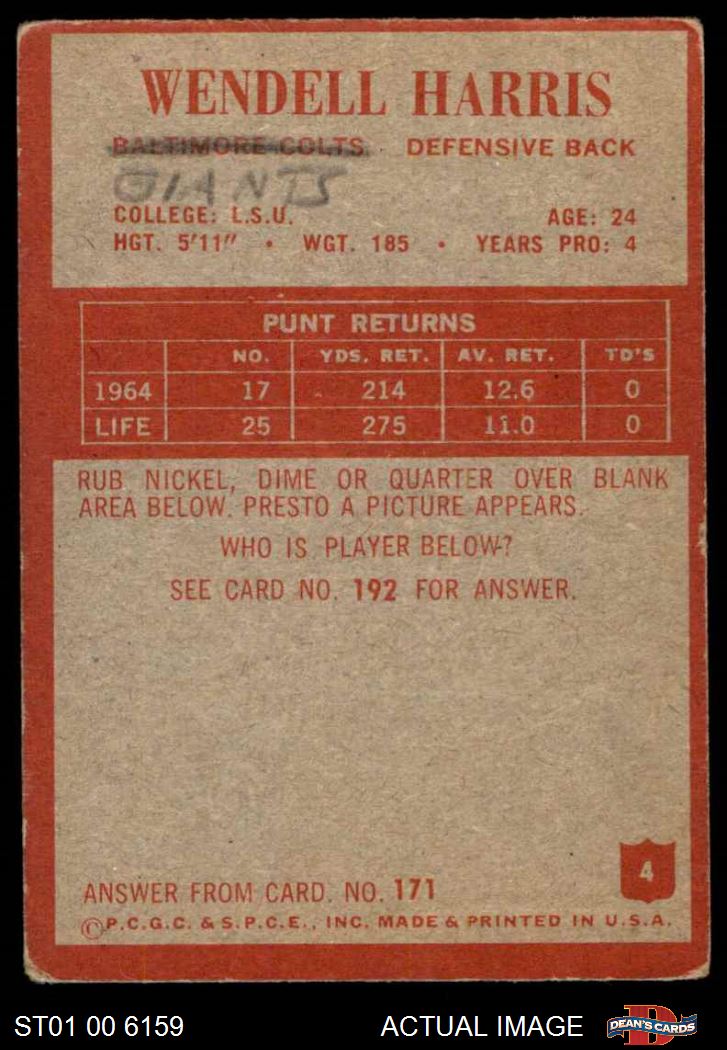 WENDELL HARRIS
BALTIMORE COLTS. DEFENSIVE BACK
GIANTS
COLLEGE: L.S.U. AGE: 24
HGT. 5'11" • WGT. 185 • YEARS PRO: 4
PUNT RETURNS
NO. YDS. RET. AV. RET. TD'S
1964 17 214 12.6 0
LIFE 25 275 11.0 0
RUB NICKEL, DIME OR QUARTER OVER BLANK
AREA BELOW. PRESTO A PICTURE APPEARS.
WHO IS PLAYER BELOW?
SEE CARD NO. 192 FOR ANSWER.
4
ANSWER FROM CARD. NO. 171
©P.C.G.C. & S.P.C.E., INC. MADE & PRINTED IN U.S.A.
ST01 00 6159 ACTUAL IMAGE D DEAN'S CARDS